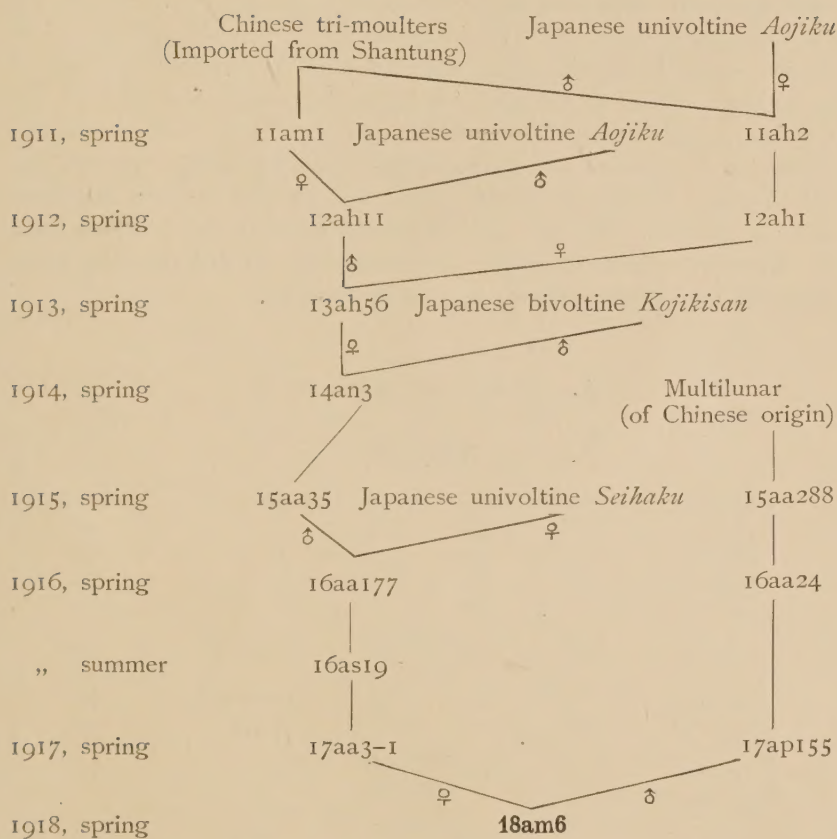 Chinese tri-moulters Japanese univoltine Aojiku
(Imported from Shantung)
♂ ♀
1911, spring 11am1 Japanese univoltine Aojiku 11ah2
♀ ♂
1912, spring 12ah11 12ah1
♂ ♀
1913, spring 13ah56 Japanese bivoltine Kojikisan
♀ ♂
1914, spring 14an3 Multilunar
(of Chinese origin)
1915, spring 15aa35 Japanese univoltine Seihaku 15aa288
♂ ♀
1916, spring 16aa177 16aa24
„ summer 16as19
1917, spring 17aa3-1 17ap155
♀ ♂
1918, spring 18am6